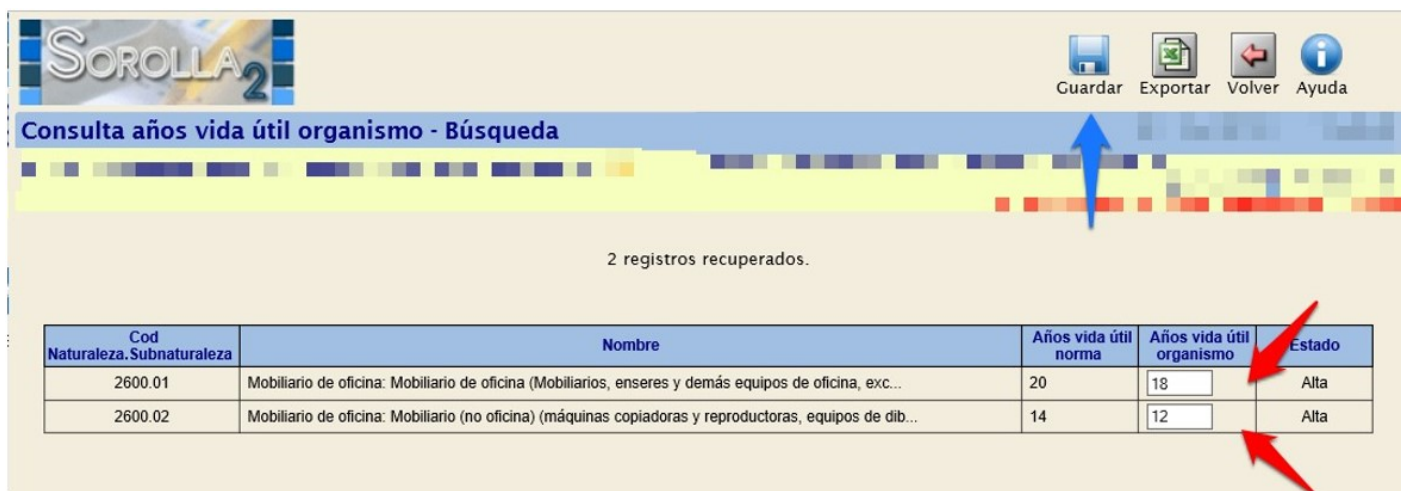 SOROLLA2
Guardar Exportar Volver Ayuda
Consulta años vida útil organismo - Búsqueda
2 registros recuperados.
Cod Naturaleza.Subnaturaleza Nombre Años vida útil norma Años vida útil organismo Estado
2600.01 Mobiliario de oficina: Mobiliario de oficina (Mobiliarios, enseres y demás equipos de oficina, exc... 20 18 Alta
2600.02 Mobiliario de oficina: Mobiliario (no oficina) (máquinas copiadoras y reproductoras, equipos de dib... 14 12 Alta